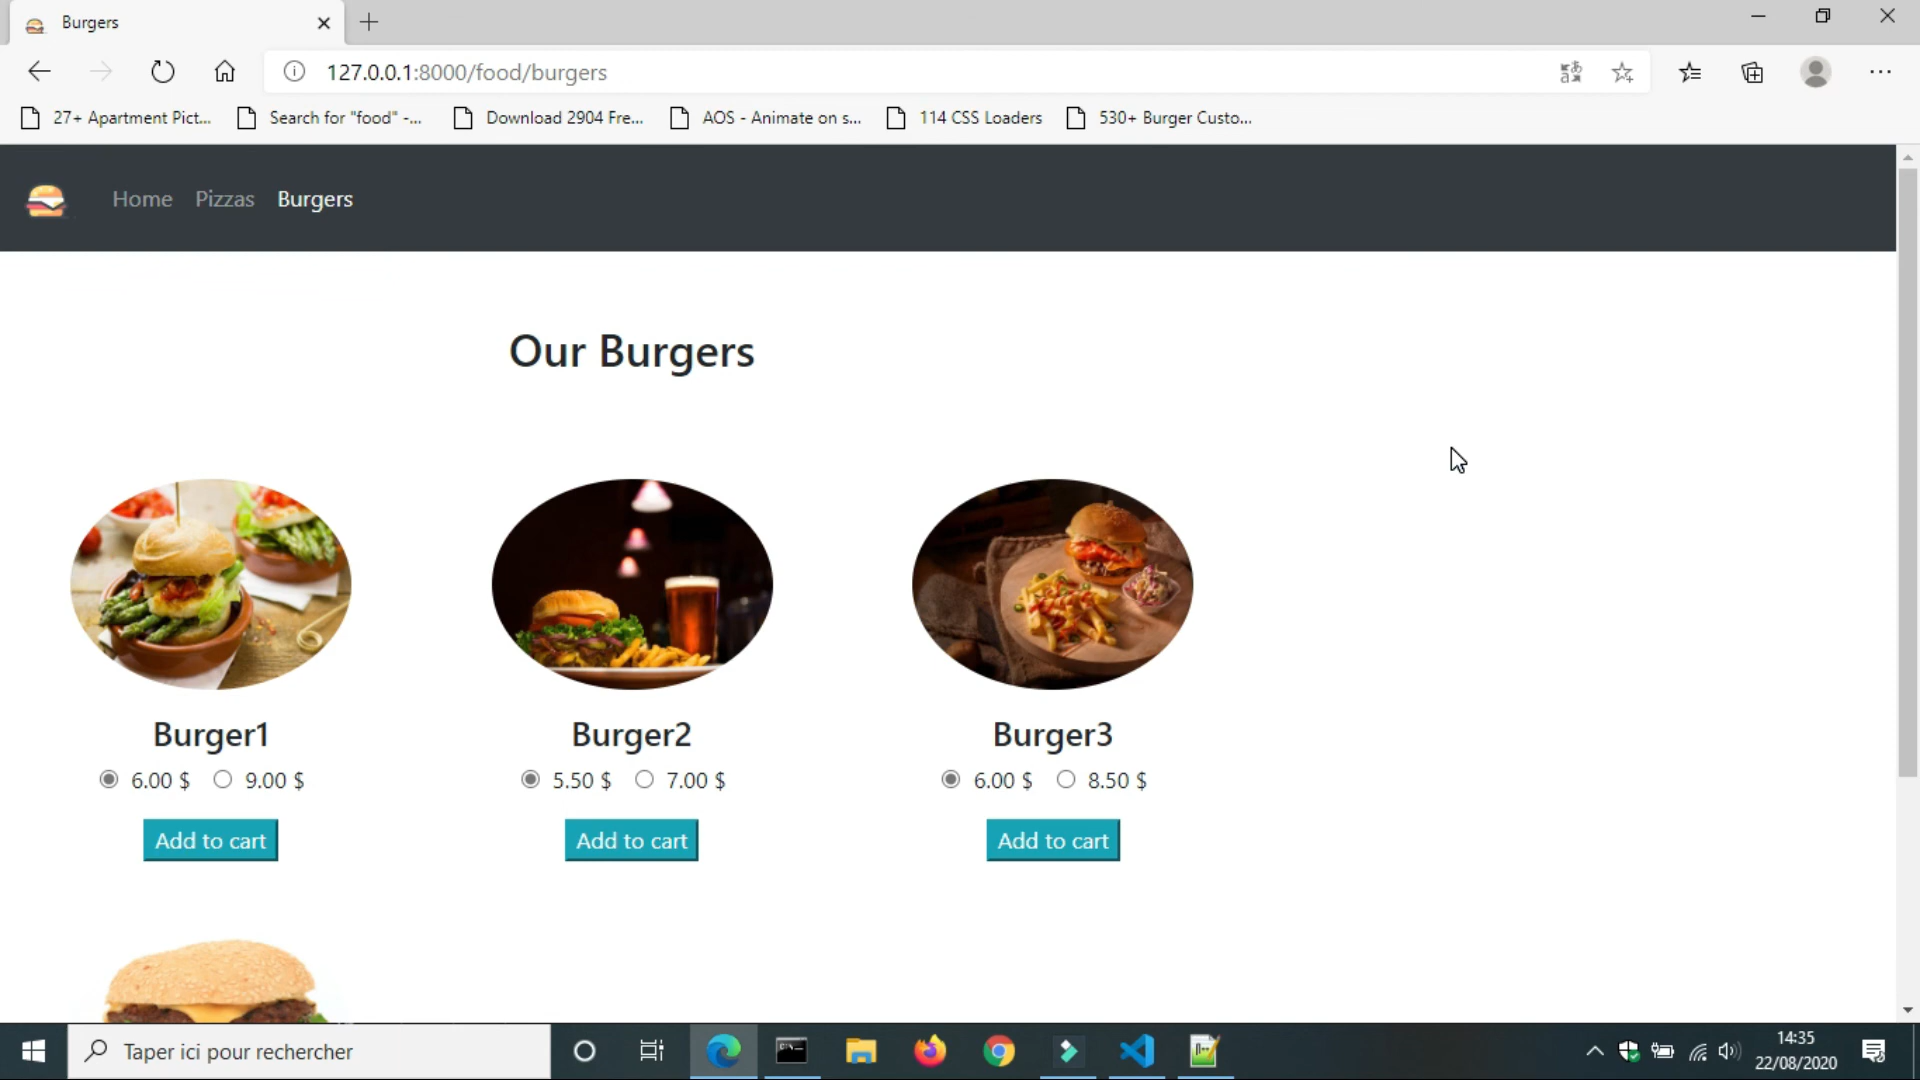 Burgers
127.0.0.1:8000/food/burgers
27+ Apartment Pict...
Search for "food" -...
Download 2904 Fre...
AOS - Animate on s...
114 CSS Loaders
530+ Burger Custo...
Home
Pizzas
Burgers
Our Burgers
Burger1
Burger2
Burger3
6.00 $ 9.00 $
5.50 $ 7.00 $
6.00 $ 8.50 $
Add to cart
Add to cart
Add to cart
Taper ici pour rechercher
14:35
22/08/2020